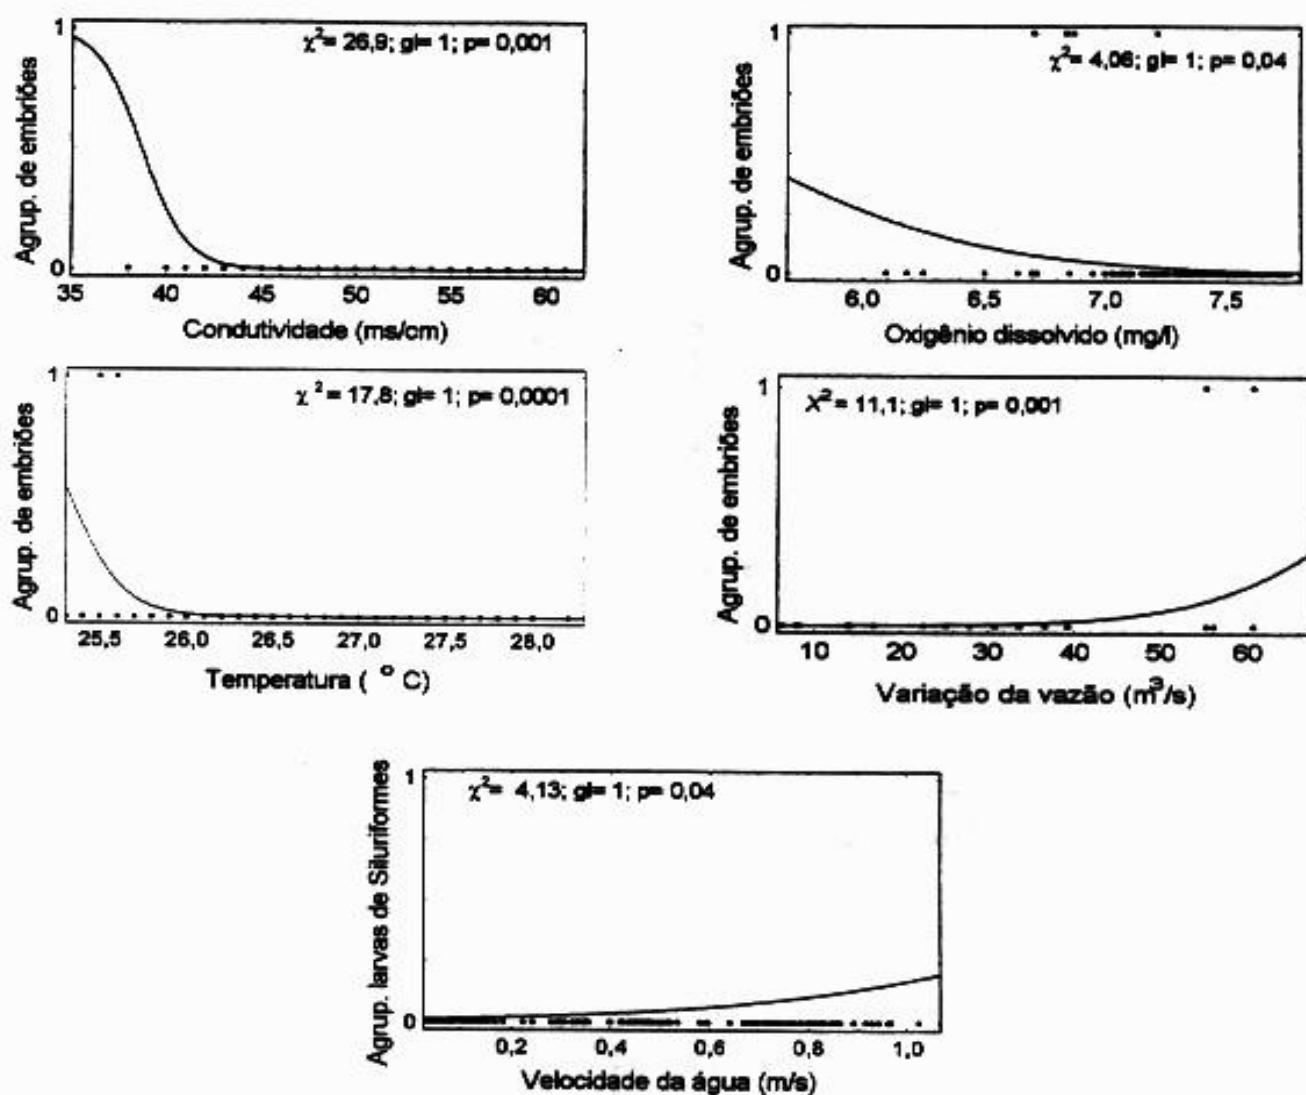 χ²= 26,9; gl= 1; p= 0,001
Agrup. de embriões
1
0
35 40 45 50 55 60
Condutividade (ms/cm)
χ²= 4,06; gl= 1; p= 0,04
Agrup. de embriões
1
0
6,0 6,5 7,0 7,5
Oxigênio dissolvido (mg/l)
χ²= 17,8; gl= 1; p= 0,0001
Agrup. de embriões
1
0
25,5 26,0 26,5 27,0 27,5 28,0
Temperatura ( ° C)
X²= 11,1; gl= 1; p= 0,001
Agrup. de embriões
1
0
10 20 30 40 50 60
Variação da vazão (m³/s)
χ²= 4,13; gl= 1; p= 0,04
Agrup. larvas de Siluriformes
1
0
0,2 0,4 0,6 0,8 1,0
Velocidade da água (m/s)